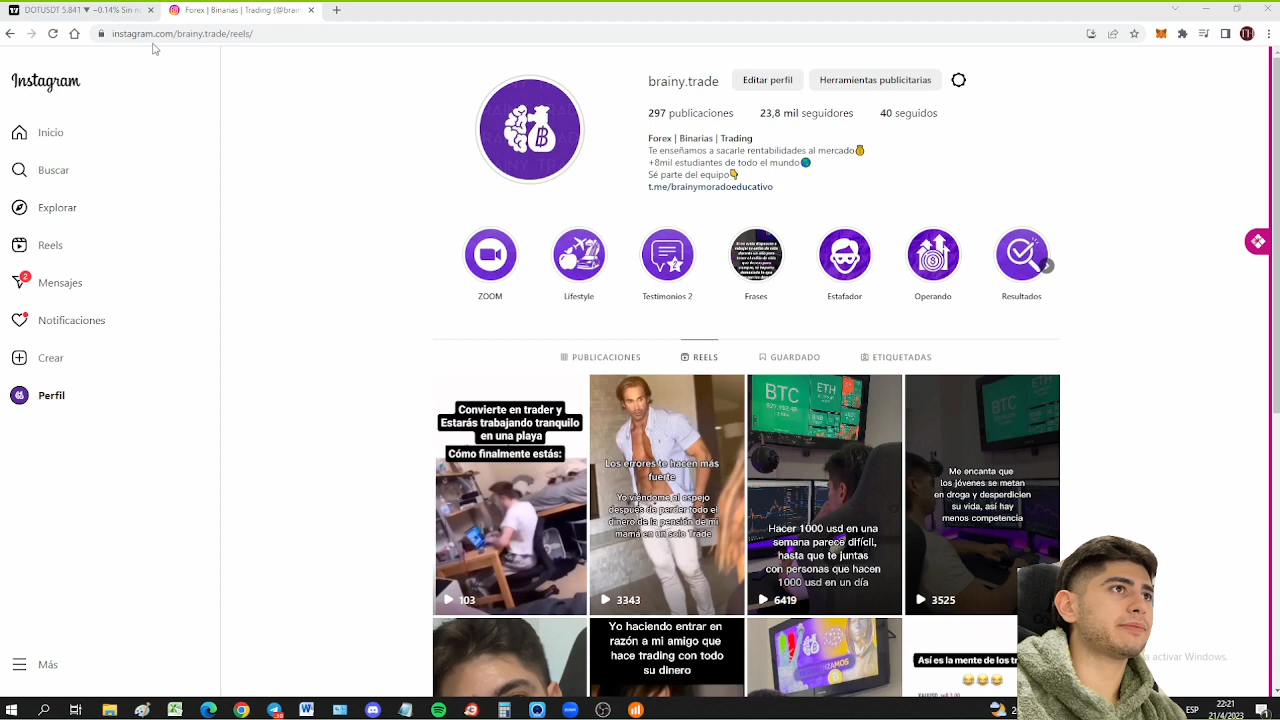 DOTUSDT 5.841 ▼ −0.14% Sin no
Forex | Binarias | Trading (@brain
instagram.com/brainy.trade/reels/
Instagram
Inicio
Buscar
Explorar
Reels
2
Mensajes
Notificaciones
Crear
Perfil
Más
brainy.trade
Editar perfil
Herramientas publicitarias
297 publicaciones
23,8 mil seguidores
40 seguidos
Forex | Binarias | Trading
Te enseñamos a sacarle rentabilidades al mercado
+8mil estudiantes de todo el mundo
Sé parte del equipo
t.me/brainymoradoeducativo
ZOOM
Lifestyle
Testimonios 2
Frases
Estafador
Operando
Resultados
PUBLICACIONES
REELS
GUARDADO
ETIQUETADAS
Convierte en trader y
Estarás trabajando tranquilo
en una playa
Cómo finalmente estás:
103
Los errores te hacen más
fuerte
Yo viéndome al espejo
después de perder todo el
dinero de la pensión de mi
mamá en un solo Trade
3343
BTC
ETH
Hacer 1000 usd en una
semana parece difícil,
hasta que te juntas
con personas que hacen
1000 usd en un día
6419
BTC
Me encanta que
los jóvenes se metan
en droga y desperdicien
su vida, así hay
menos competencia
3525
Yo haciendo entrar en
razón a mi amigo que
hace trading con todo
su dinero
Así es la mente de los tr
a activar Windows.
ESP
22:21
21/4/2023